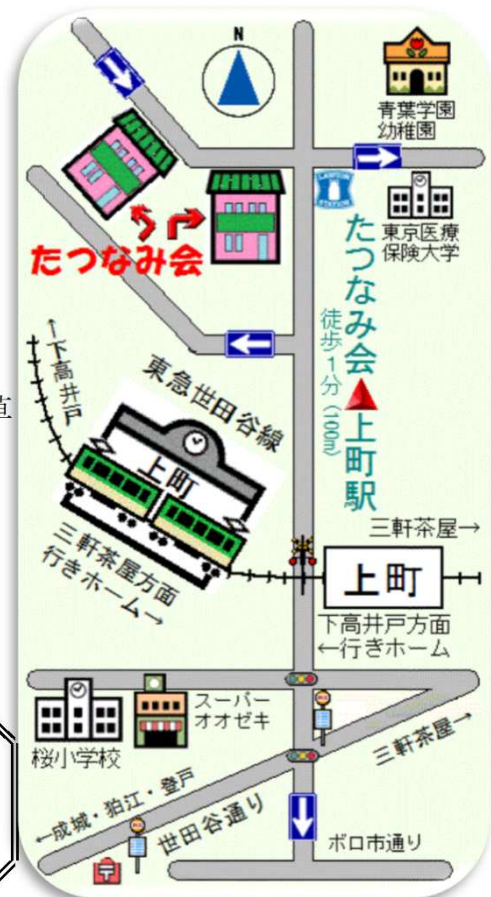 N
青葉学園
幼稚園
LAWSON
STATION
東京医療
保険大学
たつなみ会
たつなみ会▲上町駅
徒歩1分(100m)
←下高井戸
直
東急世田谷線
上町
三軒茶屋方面
行きホーム→
三軒茶屋→
上町
下高井戸方面
←行きホーム
スーパー
オオゼキ
桜小学校
三軒茶屋→
←成城・狛江・登戸
世田谷通り
ボロ市通り
〒